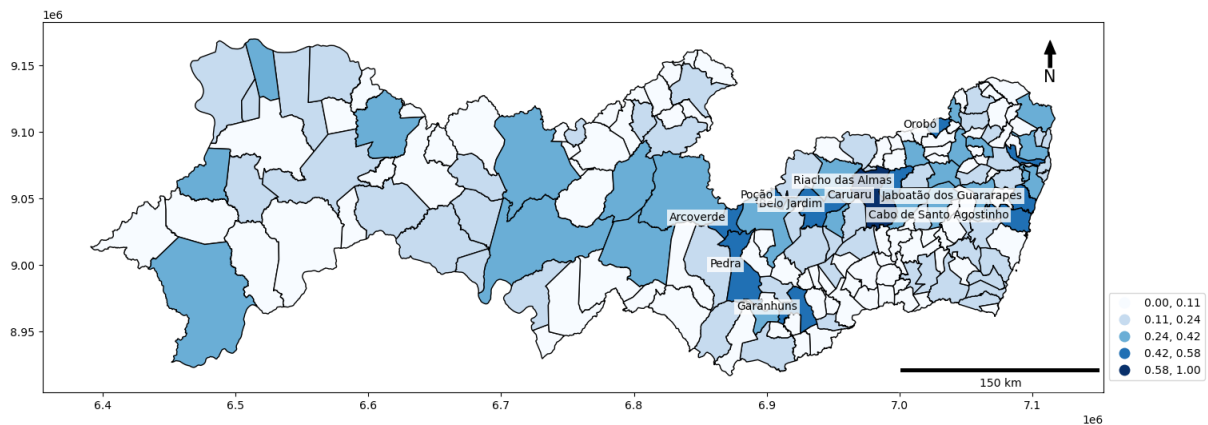 1e6
9.15
9.10
9.05
9.00
8.95
N
Orobó
Riacho das Almas
Poção
Caruaru
Jaboatão dos Guararapes
Belo Jardim
Arcoverde
Cabo de Santo Agostinho
Pedra
Garanhuns
0.00, 0.11
0.11, 0.24
0.24, 0.42
0.42, 0.58
0.58, 1.00
150 km
6.4
6.5
6.6
6.7
6.8
6.9
7.0
7.1
1e6